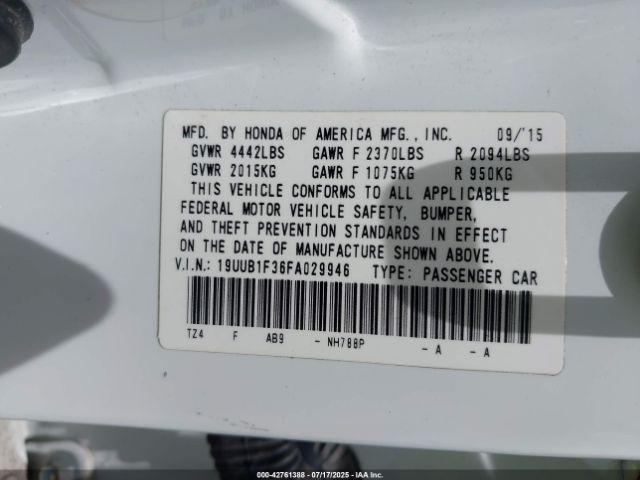 MFD. BY HONDA OF AMERICA MFG., INC. 09/'15
GVWR 4442LBS GAWR F 2370LBS R 2094LBS
GVWR 2015KG GAWR F 1075KG R 950KG
THIS VEHICLE CONFORMS TO ALL APPLICABLE
FEDERAL MOTOR VEHICLE SAFETY, BUMPER,
AND THEFT PREVENTION STANDARDS IN EFFECT
ON THE DATE OF MANUFACTURE SHOWN ABOVE.
V.I.N.: 19UUB1F36FA029946 TYPE: PASSENGER CAR
TZ4 F AB9 - NH788P - A - A
000-42761388 - 07/17/2025 - IAA